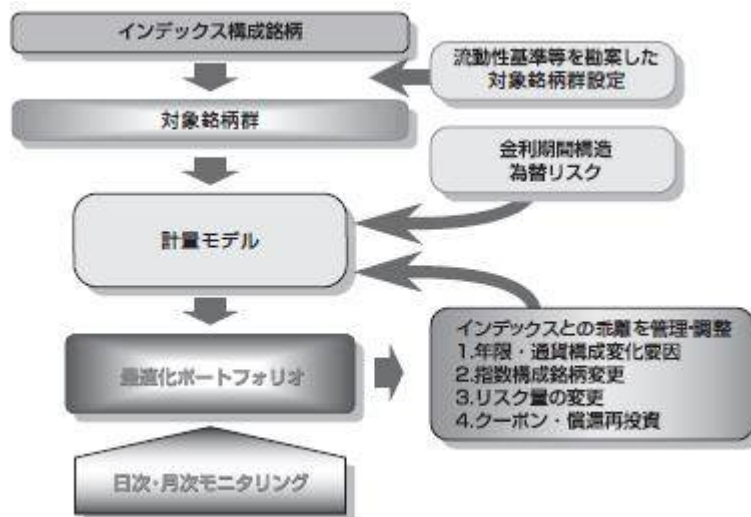 インデックス構成銘柄
流動性基準等を勘案した
対象銘柄群設定
対象銘柄群
金利期間構造
為替リスク
計量モデル
インデックスとの乖離を管理・調整
1.年限・通貨構成変化要因
2.指数構成銘柄変更
3.リスク量の変更
4.クーポン・償還再投資
最適化ポートフォリオ
日次・月次モニタリング